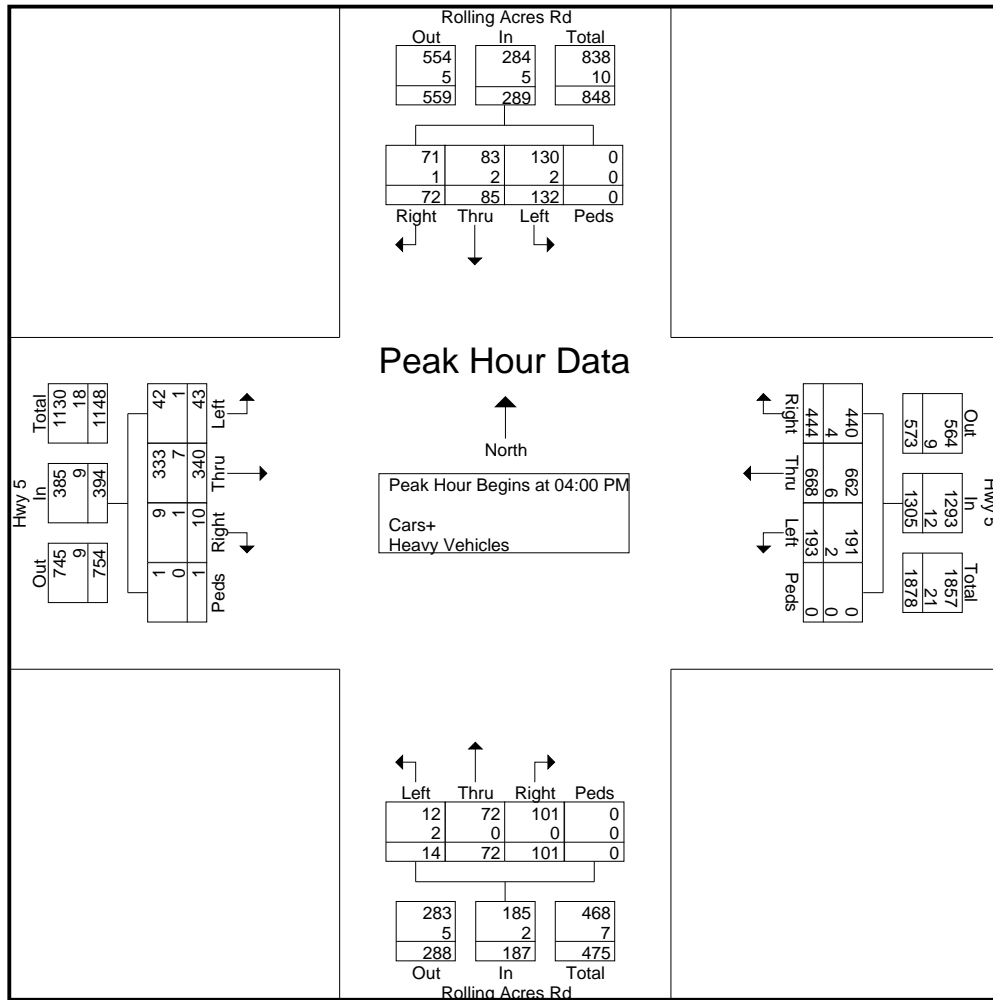 Rolling Acres Rd
Out In Total
554 284 838
5 5 10
559 289 848
71 83 130 0
1 2 2 0
72 85 132 0
Right Thru Left Peds
Peak Hour Data
North
Peak Hour Begins at 04:00 PM
Cars+
Heavy Vehicles
Hwy 5
Out In Total
745 385 1130
9 9 18
754 394 1148
Peds Right Thru Left
1 9 333 42
0 1 7 1
1 10 340 43
Hwy 5
Out In Total
564 1293 1857
9 12 21
573 1305 1878
440 662 191 0
4 6 2 0
444 668 193 0
Right Thru Left Peds
Left Thru Right Peds
12 72 101 0
2 0 0 0
14 72 101 0
283 185 468
5 2 7
288 187 475
Out In Total
Rolling Acres Rd